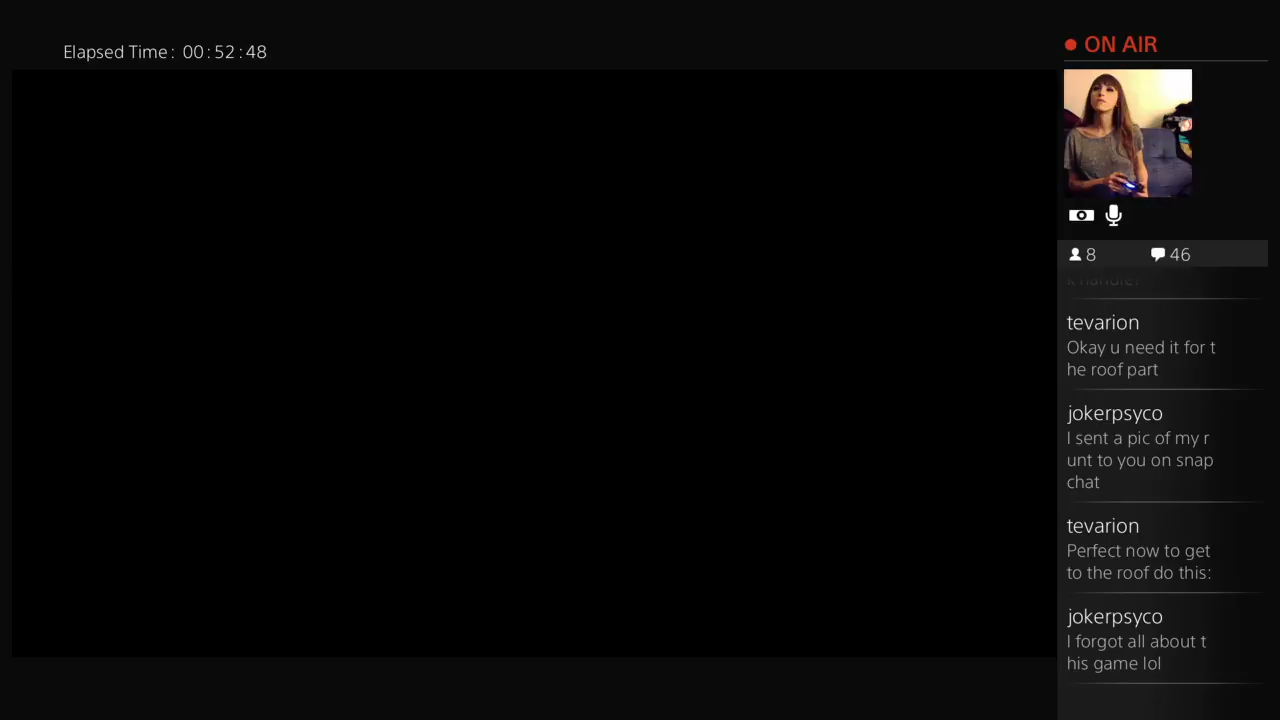 Elapsed Time: 00:52:48
ON AIR
8
46
k handle?
tevarion
Okay u need it for t
he roof part
jokerpsyco
I sent a pic of my r
unt to you on snap
chat
tevarion
Perfect now to get
to the roof do this:
jokerpsyco
I forgot all about t
his game lol